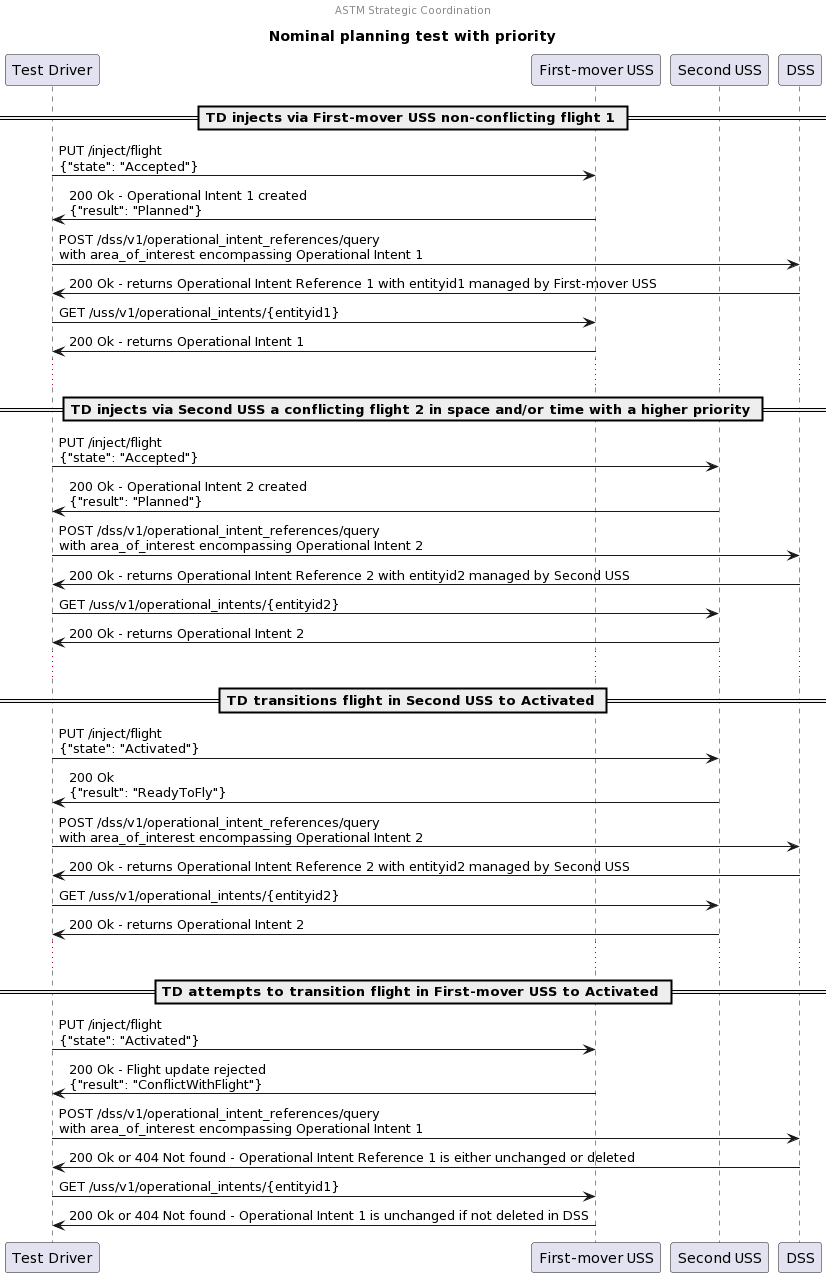 ASTM Strategic Coordination
Nominal planning test with priority
Test Driver
First-mover USS
Second USS
DSS
TD injects via First-mover USS non-conflicting flight 1
PUT /inject/flight
{"state": "Accepted"}
200 Ok - Operational Intent 1 created
{"result": "Planned"}
POST /dss/v1/operational_intent_references/query
with area_of_interest encompassing Operational Intent 1
200 Ok - returns Operational Intent Reference 1 with entityid1 managed by First-mover USS
GET /uss/v1/operational_intents/{entityid1}
200 Ok - returns Operational Intent 1
TD injects via Second USS a conflicting flight 2 in space and/or time with a higher priority
PUT /inject/flight
{"state": "Accepted"}
200 Ok - Operational Intent 2 created
{"result": "Planned"}
POST /dss/v1/operational_intent_references/query
with area_of_interest encompassing Operational Intent 2
200 Ok - returns Operational Intent Reference 2 with entityid2 managed by Second USS
GET /uss/v1/operational_intents/{entityid2}
200 Ok - returns Operational Intent 2
TD transitions flight in Second USS to Activated
PUT /inject/flight
{"state": "Activated"}
200 Ok
{"result": "ReadyToFly"}
POST /dss/v1/operational_intent_references/query
with area_of_interest encompassing Operational Intent 2
200 Ok - returns Operational Intent Reference 2 with entityid2 managed by Second USS
GET /uss/v1/operational_intents/{entityid2}
200 Ok - returns Operational Intent 2
TD attempts to transition flight in First-mover USS to Activated
PUT /inject/flight
{"state": "Activated"}
200 Ok - Flight update rejected
{"result": "ConflictWithFlight"}
POST /dss/v1/operational_intent_references/query
with area_of_interest encompassing Operational Intent 1
200 Ok or 404 Not found - Operational Intent Reference 1 is either unchanged or deleted
GET /uss/v1/operational_intents/{entityid1}
200 Ok or 404 Not found - Operational Intent 1 is unchanged if not deleted in DSS
Test Driver
First-mover USS
Second USS
DSS